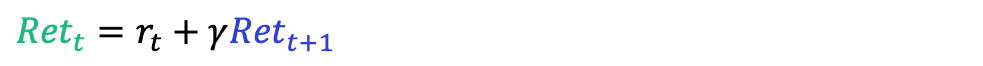 Ret_t = r_t + γRet_{t+1}